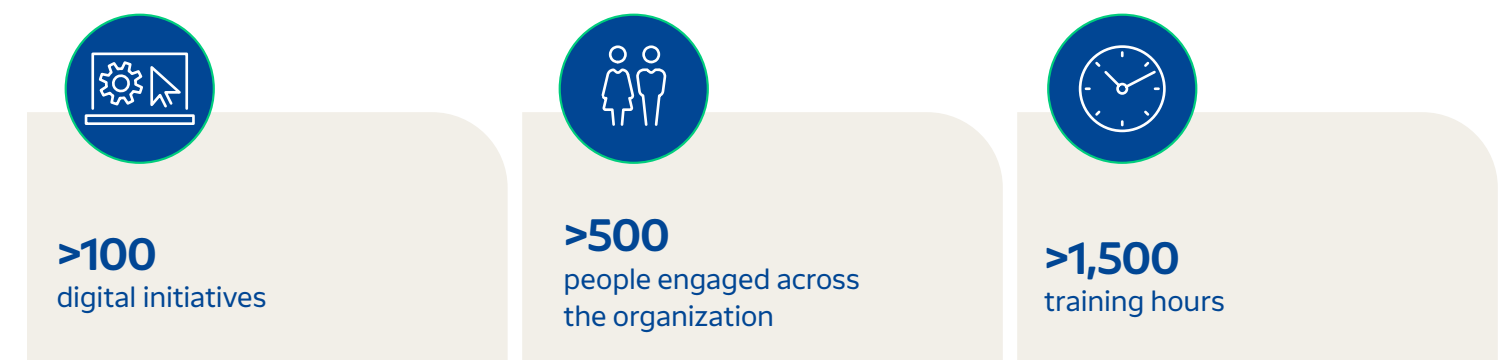 >100
digital initiatives
>500
people engaged across
the organization
>1,500
training hours